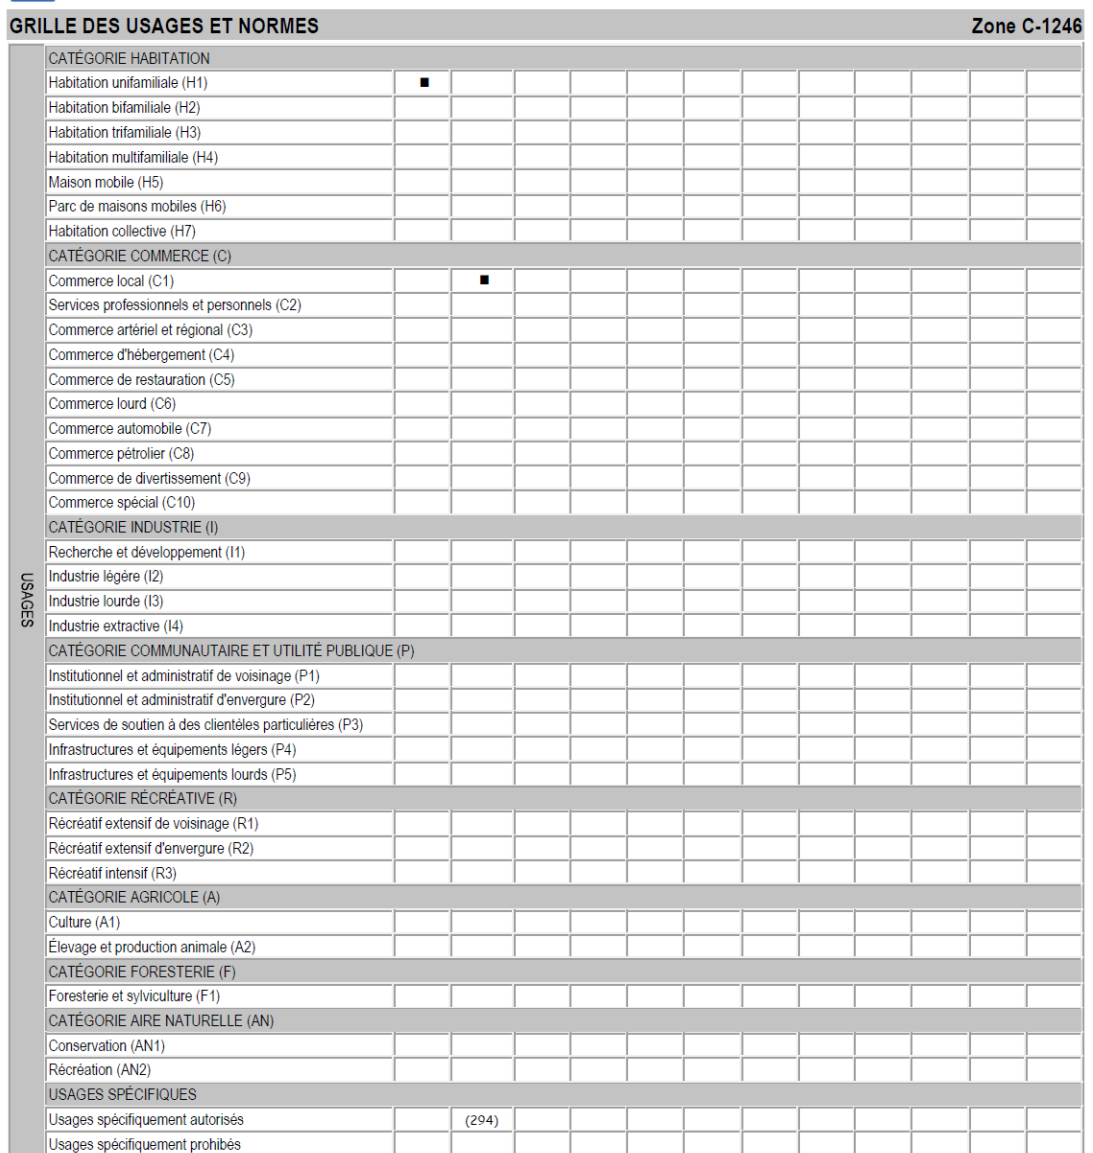 GRILLE DES USAGES ET NORMES Zone C-1246
USAGES
CATÉGORIE HABITATION
Habitation unifamiliale (H1) ■
Habitation bifamiliale (H2)
Habitation trifamiliale (H3)
Habitation multifamiliale (H4)
Maison mobile (H5)
Parc de maisons mobiles (H6)
Habitation collective (H7)
CATÉGORIE COMMERCE (C)
Commerce local (C1) ■
Services professionnels et personnels (C2)
Commerce artériel et régional (C3)
Commerce d'hébergement (C4)
Commerce de restauration (C5)
Commerce lourd (C6)
Commerce automobile (C7)
Commerce pétrolier (C8)
Commerce de divertissement (C9)
Commerce spécial (C10)
CATÉGORIE INDUSTRIE (I)
Recherche et développement (I1)
Industrie légère (I2)
Industrie lourde (I3)
Industrie extractive (I4)
CATÉGORIE COMMUNAUTAIRE ET UTILITÉ PUBLIQUE (P)
Institutionnel et administratif de voisinage (P1)
Institutionnel et administratif d'envergure (P2)
Services de soutien à des clientèles particulières (P3)
Infrastructures et équipements légers (P4)
Infrastructures et équipements lourds (P5)
CATÉGORIE RÉCRÉATIVE (R)
Récréatif extensif de voisinage (R1)
Récréatif extensif d'envergure (R2)
Récréatif intensif (R3)
CATÉGORIE AGRICOLE (A)
Culture (A1)
Élevage et production animale (A2)
CATÉGORIE FORESTERIE (F)
Foresterie et sylviculture (F1)
CATÉGORIE AIRE NATURELLE (AN)
Conservation (AN1)
Récréation (AN2)
USAGES SPÉCIFIQUES
Usages spécifiquement autorisés (294)
Usages spécifiquement prohibés